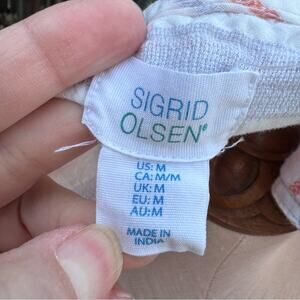 SIGRID
OLSEN®
US: M
CA: M/M
UK: M
EU: M
AU: M
MADE IN
INDIA